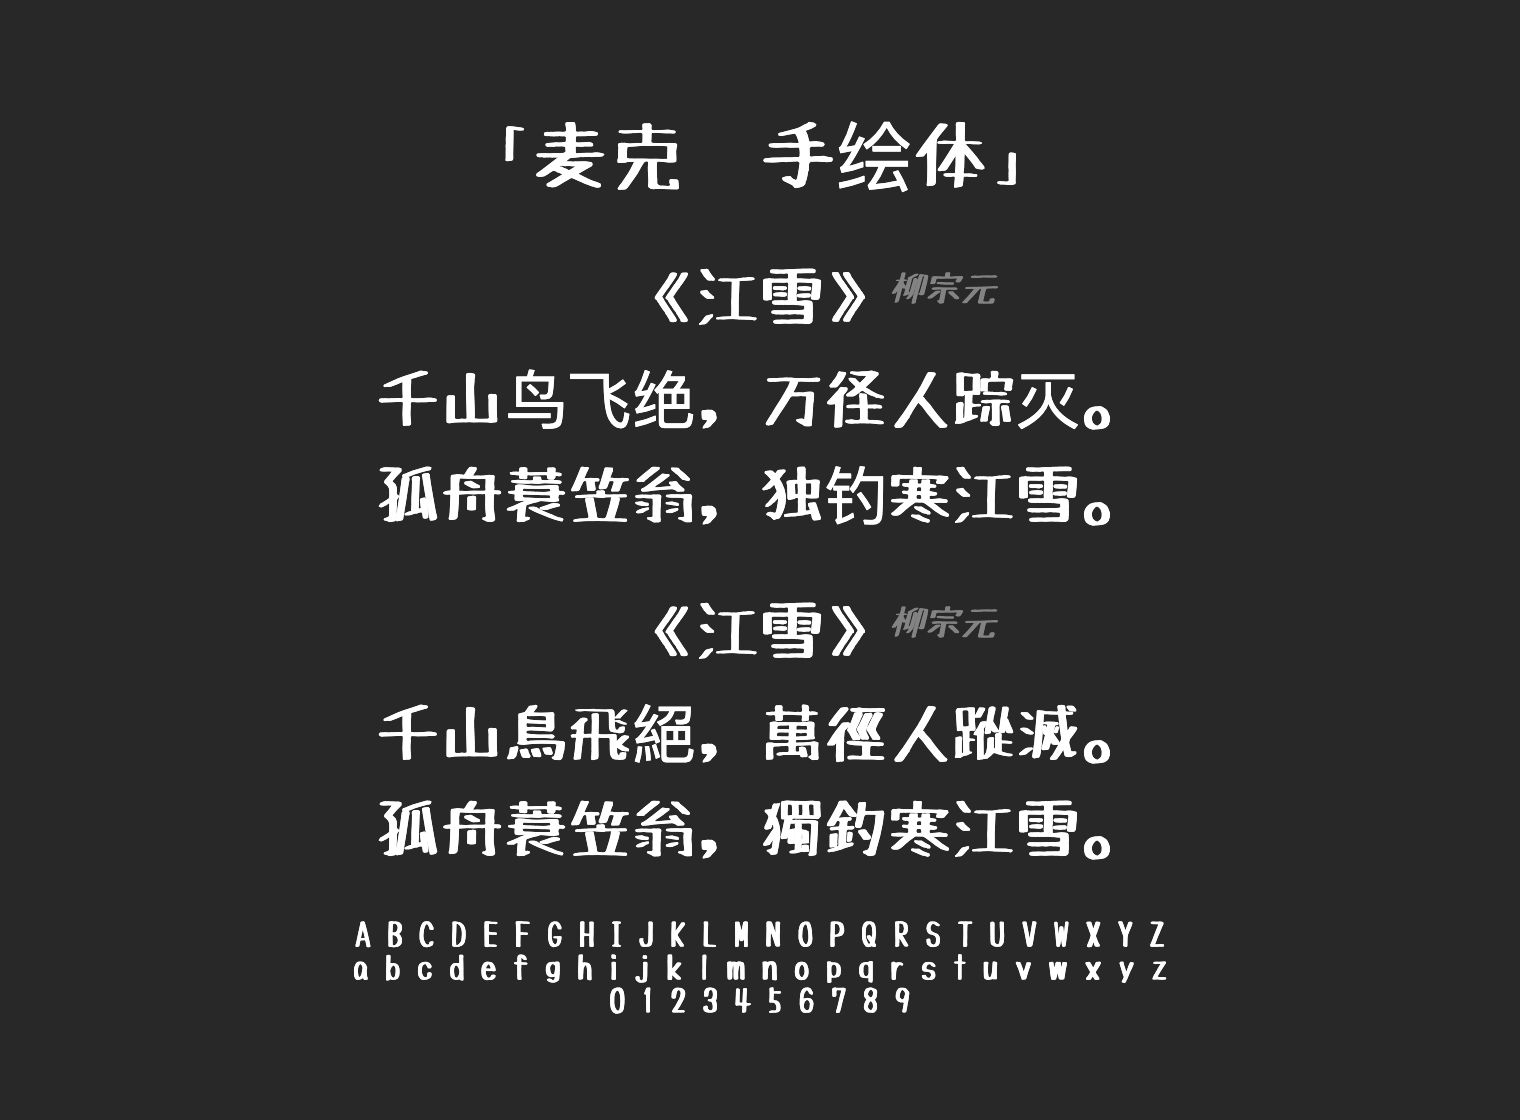 「麦克　手绘体」
《江雪》柳宗元
千山鸟飞绝，万径人踪灭。
孤舟蓑笠翁，独钓寒江雪。
《江雪》柳宗元
千山鳥飛絕，萬徑人蹤滅。
孤舟蓑笠翁，獨釣寒江雪。
A B C D E F G H I J K L M N O P Q R S T U V W X Y Z
a b c d e f g h i j k l m n o p q r s t u v w x y z
0 1 2 3 4 5 6 7 8 9